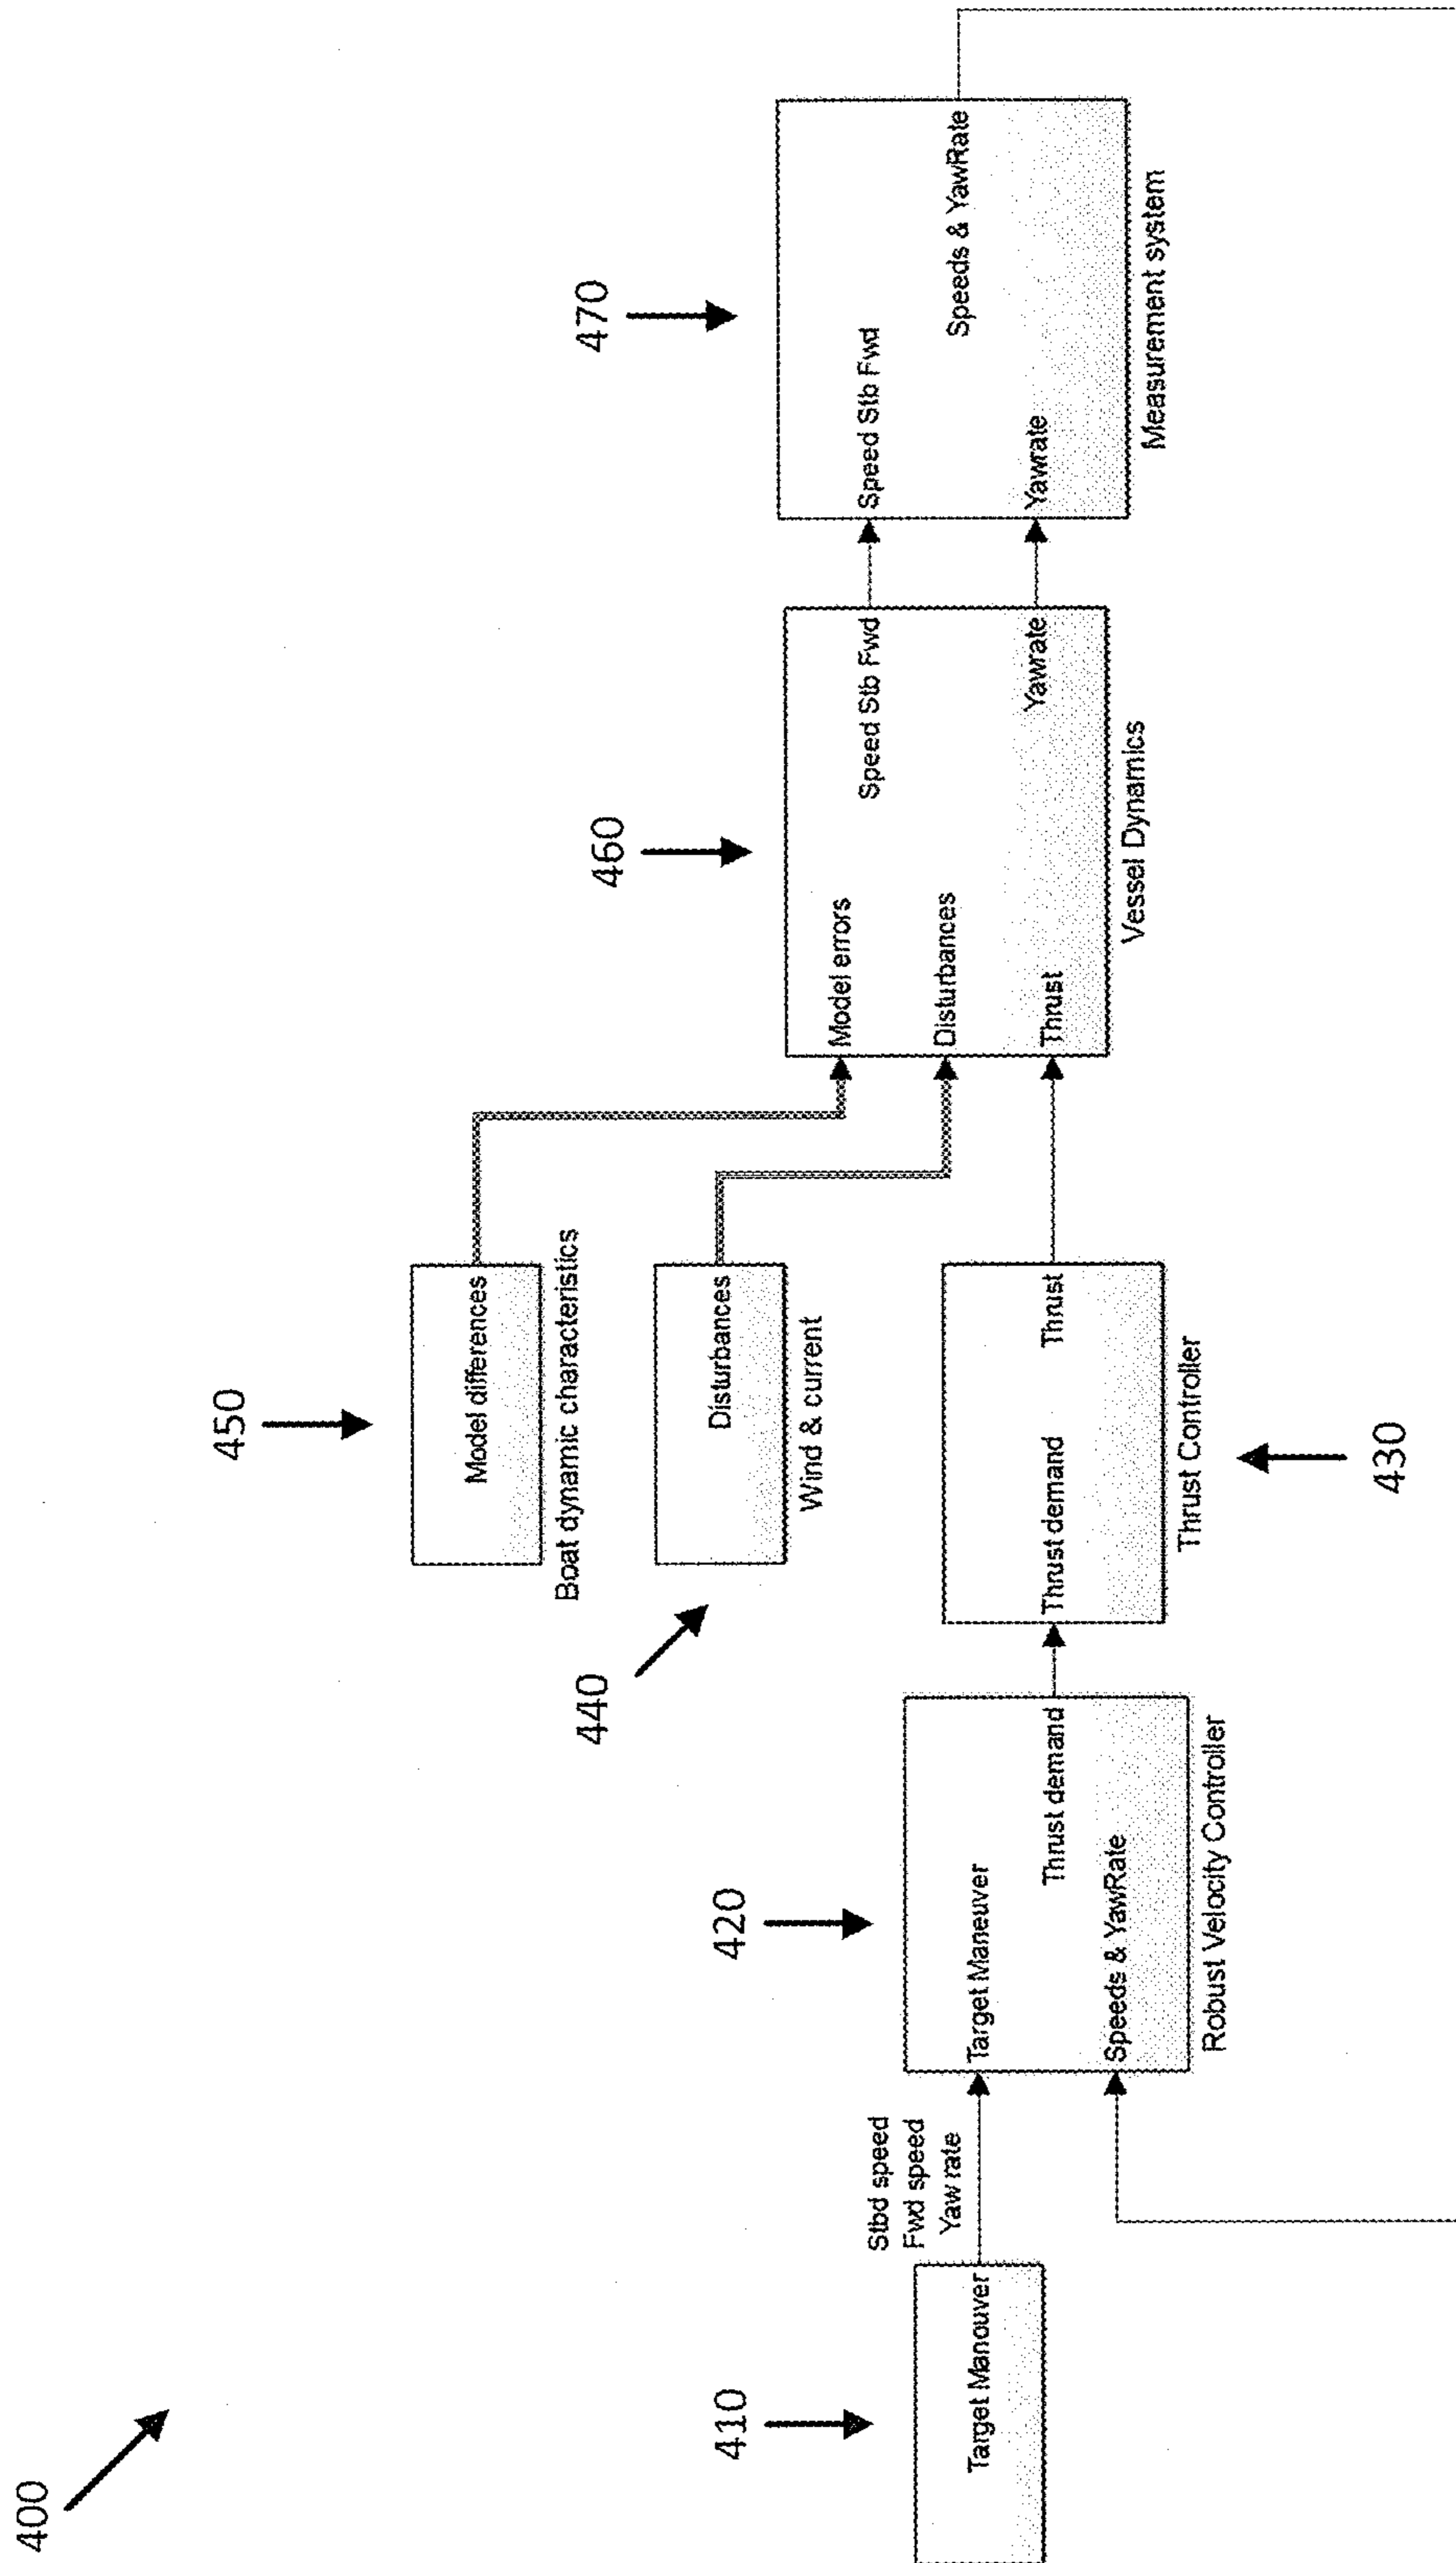 400
450
Model differences
Boat dynamic characteristics
440
Disturbances
Wind & current
410
Target Manouver
Stbd speed
Fwd speed
Yaw rate
420
Target Maneuver
Thrust demand
Speeds & YawRate
Robust Velocity Controller
Thrust demand
Thrust
Thrust Controller
430
460
Model errors
Disturbances
Thrust
Speed Stb Fwd
Yawrate
Vessel Dynamics
470
Speed Stb Fwd
Yawrate
Speeds & YawRate
Measurement system